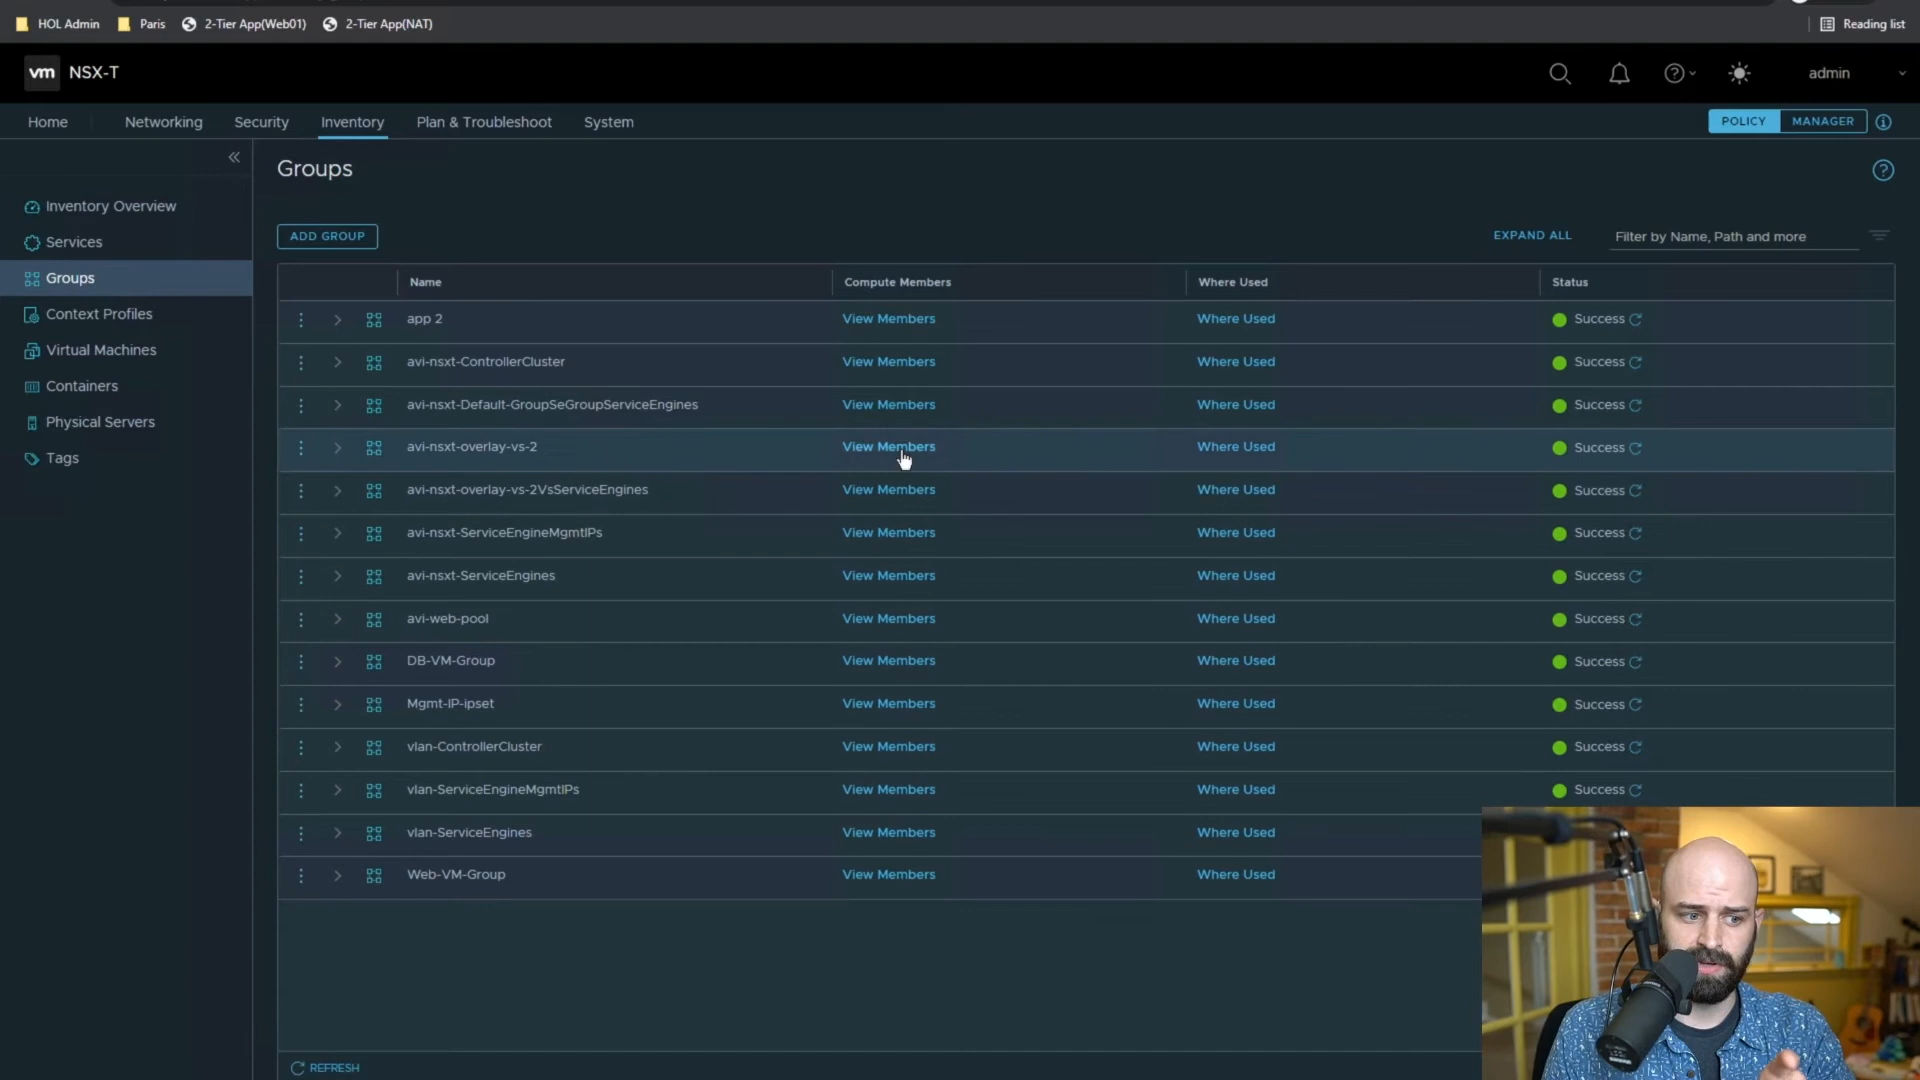 HOL Admin Paris 2-Tier App(Web01) 2-Tier App(NAT) Reading list
vm NSX-T admin
Home Networking Security Inventory Plan & Troubleshoot System POLICY MANAGER
Groups
Inventory Overview
Services
Groups
Context Profiles
Virtual Machines
Containers
Physical Servers
Tags
ADD GROUP EXPAND ALL Filter by Name, Path and more
Name Compute Members Where Used Status
app 2 View Members Where Used Success
avi-nsxt-ControllerCluster View Members Where Used Success
avi-nsxt-Default-GroupSeGroupServiceEngines View Members Where Used Success
avi-nsxt-overlay-vs-2 View Members Where Used Success
avi-nsxt-overlay-vs-2VsServiceEngines View Members Where Used Success
avi-nsxt-ServiceEngineMgmtIPs View Members Where Used Success
avi-nsxt-ServiceEngines View Members Where Used Success
avi-web-pool View Members Where Used Success
DB-VM-Group View Members Where Used Success
Mgmt-IP-ipset View Members Where Used Success
vlan-ControllerCluster View Members Where Used Success
vlan-ServiceEngineMgmtIPs View Members Where Used Success
vlan-ServiceEngines View Members Where Used
Web-VM-Group View Members Where Used
REFRESH